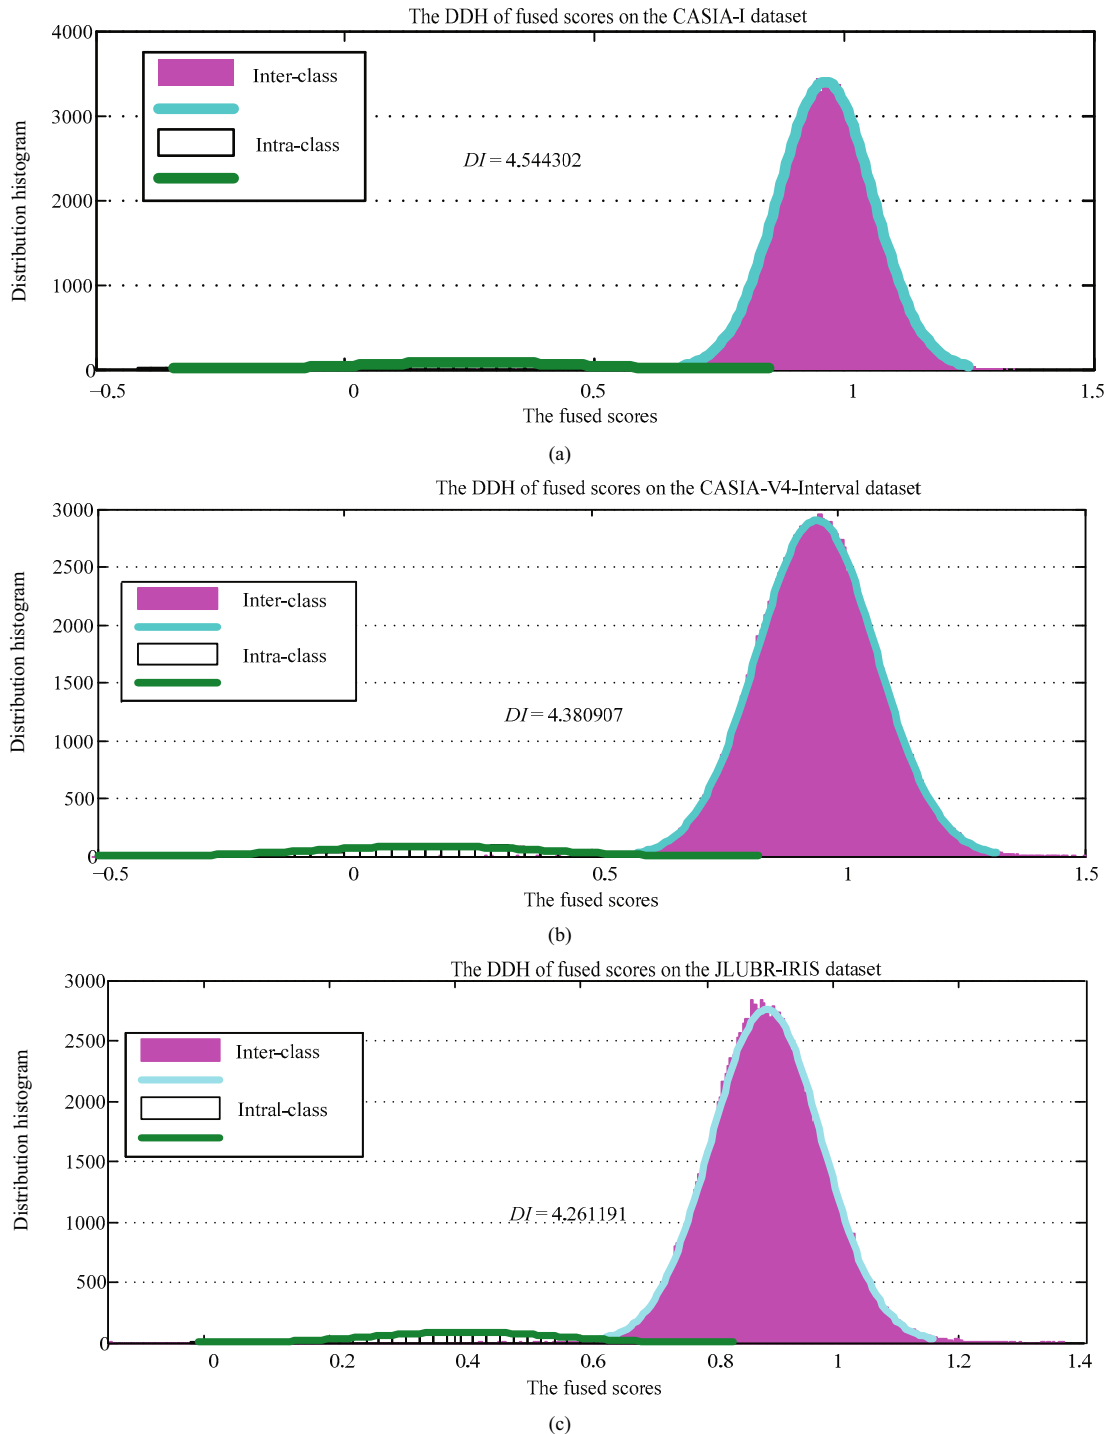 The DDH of fused scores on the CASIA-I dataset
4000
3000
2000
1000
0
Distribution histogram
Inter-class
Intra-class
DI = 4.544302
−0.5 0 0.5 1 1.5
The fused scores
(a)
The DDH of fused scores on the CASIA-V4-Interval dataset
3000
2500
2000
1500
1000
500
0
Distribution histogram
Inter-class
Intra-class
DI = 4.380907
−0.5 0 0.5 1 1.5
The fused scores
(b)
The DDH of fused scores on the JLUBR-IRIS dataset
3000
2500
2000
1500
1000
500
0
Distribution histogram
Inter-class
Intral-class
DI = 4.261191
0 0.2 0.4 0.6 0.8 1 1.2 1.4
The fused scores
(c)